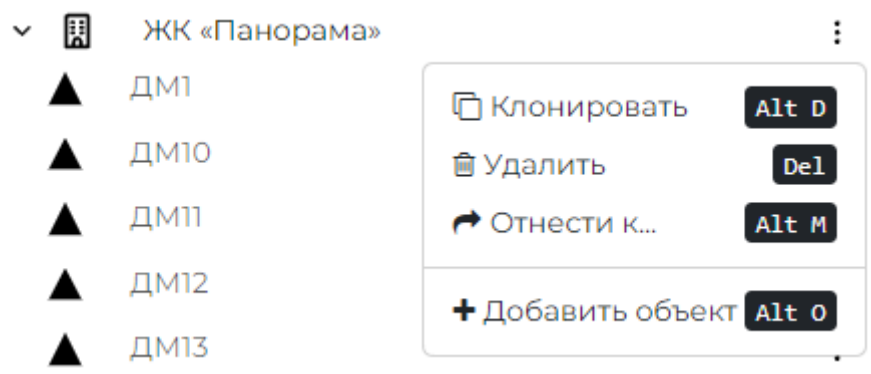 ЖК «Панорама»
ДМ1
Клонировать Alt D
ДМ10
Удалить Del
ДМ11
Отнести к... Alt M
ДМ12
Добавить объект Alt O
ДМ13